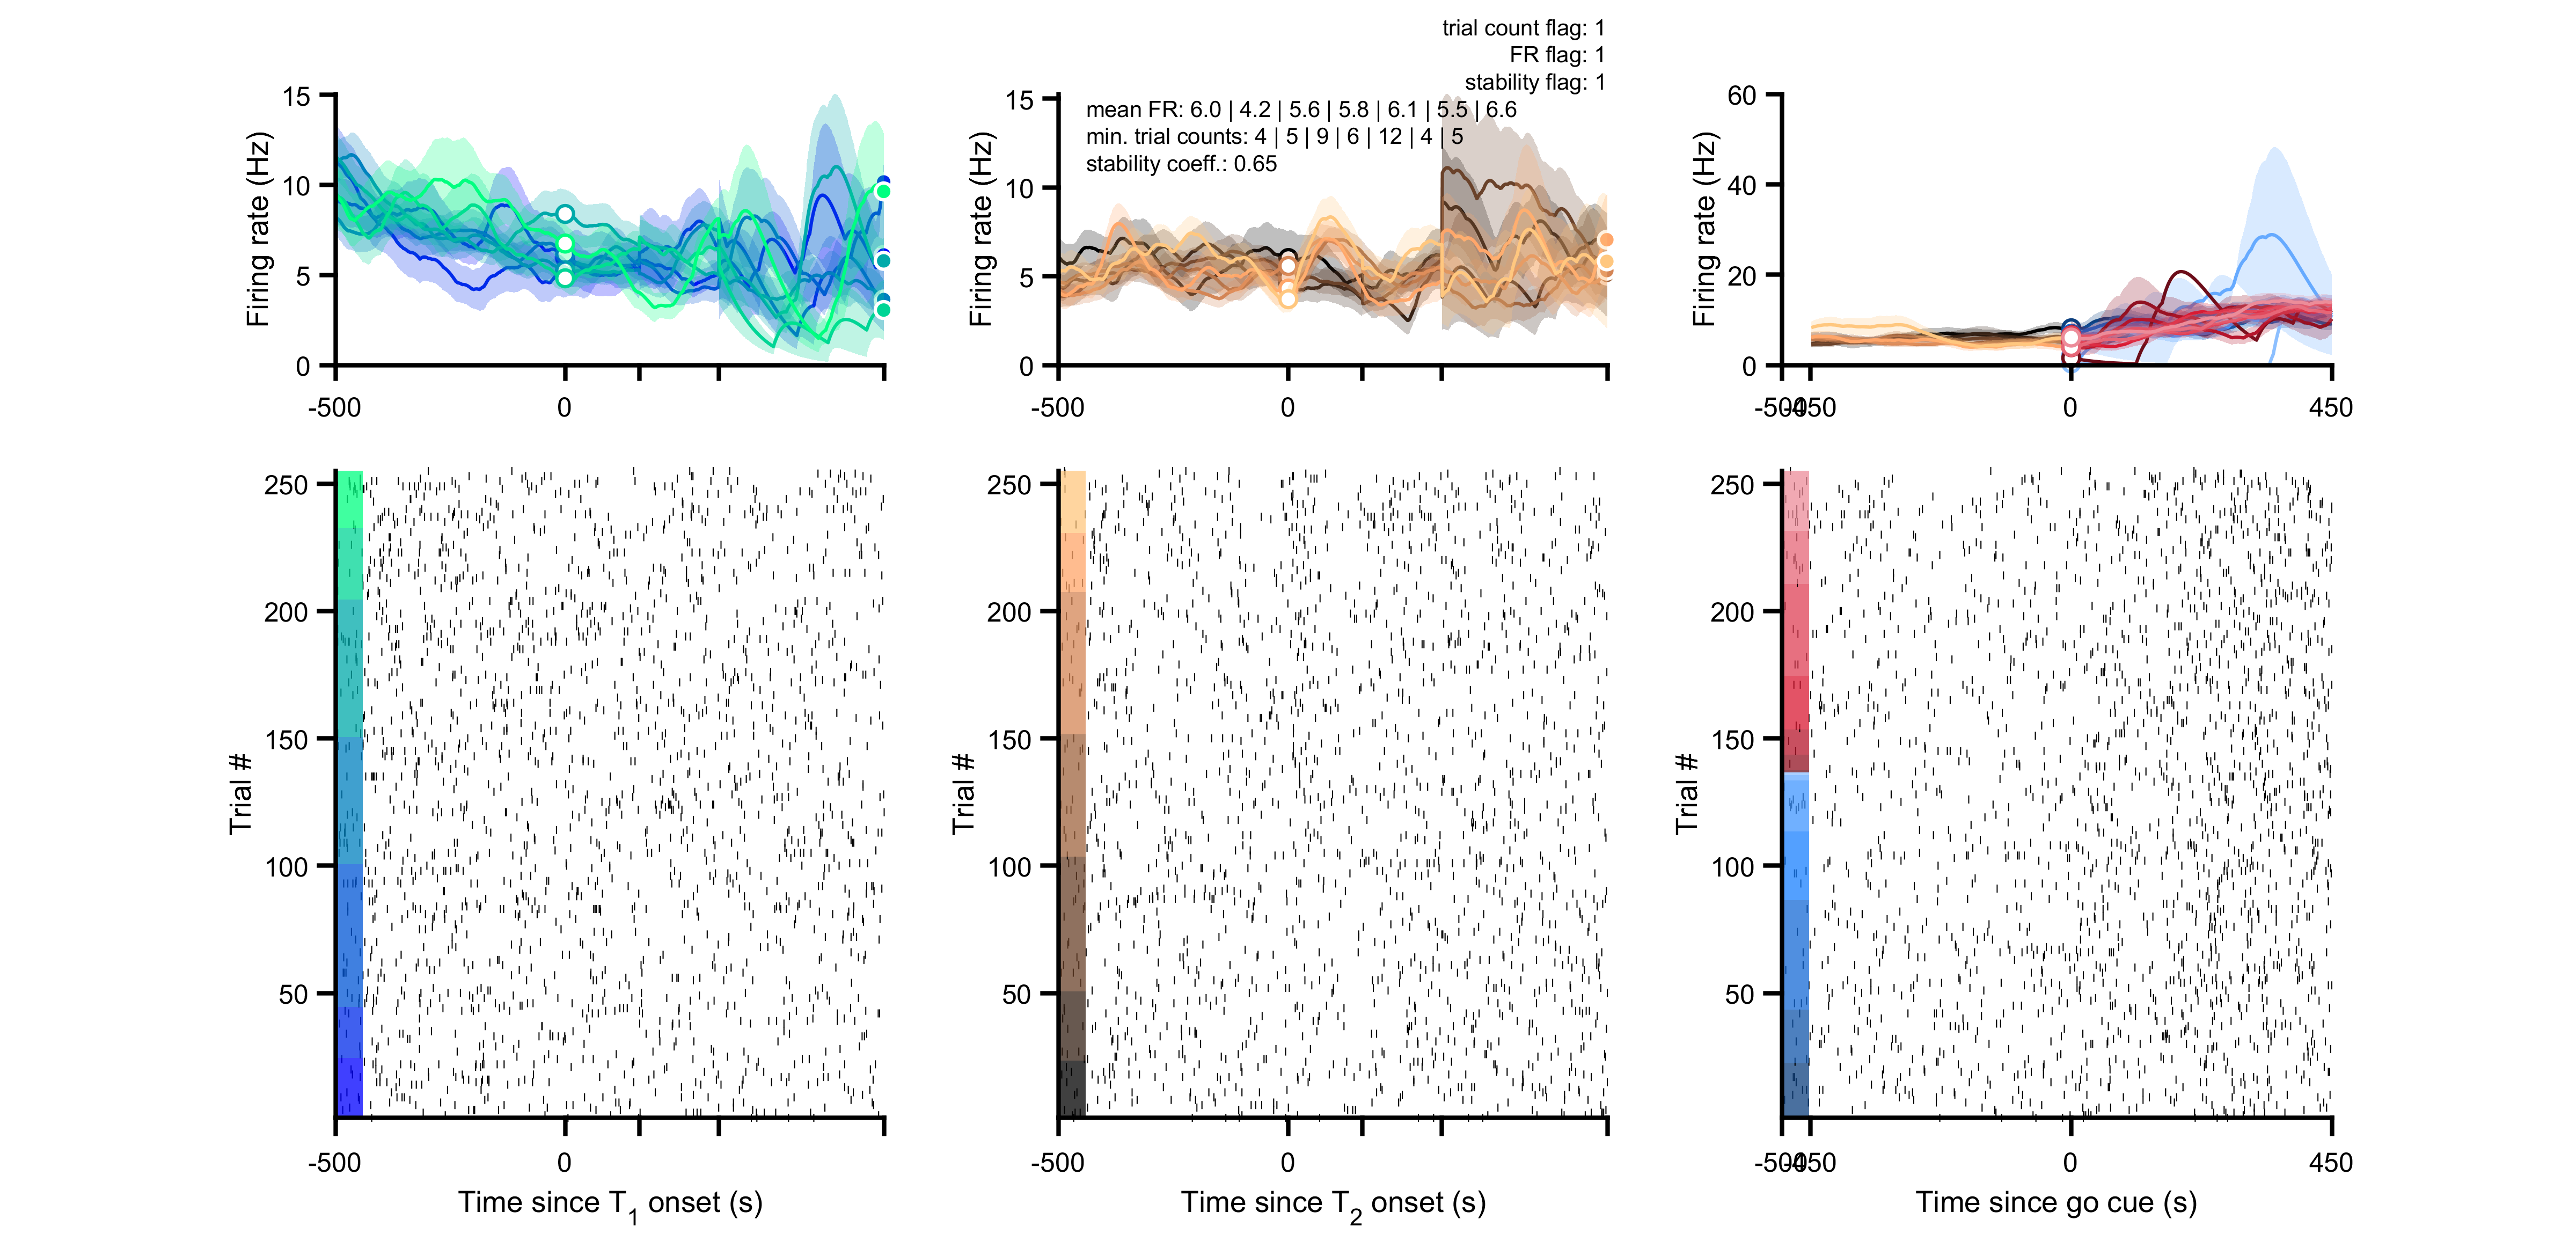 trial count flag: 1
FR flag: 1
stability flag: 1
mean FR: 6.0 | 4.2 | 5.6 | 5.8 | 6.1 | 5.5 | 6.6
min. trial counts: 4 | 5 | 9 | 6 | 12 | 4 | 5
stability coeff.: 0.65
Firing rate (Hz)
15
10
5
0
-500
0
Firing rate (Hz)
15
10
5
0
-500
0
Firing rate (Hz)
60
40
20
0
-500
-450
0
450
Trial #
250
200
150
100
50
-500
0
Time since T1 onset (s)
Trial #
250
200
150
100
50
-500
0
Time since T2 onset (s)
Trial #
250
200
150
100
50
-500
-450
0
450
Time since go cue (s)